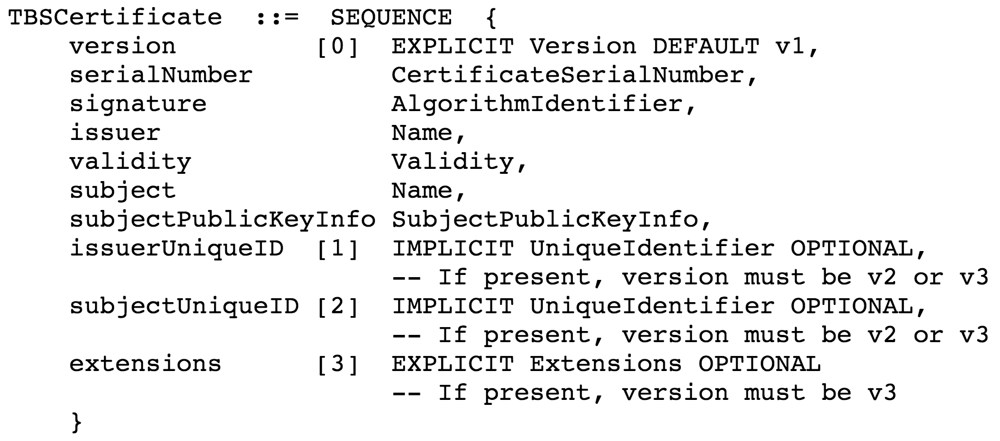 TBSCertificate  ::=  SEQUENCE  {
    version         [0]  EXPLICIT Version DEFAULT v1,
    serialNumber         CertificateSerialNumber,
    signature            AlgorithmIdentifier,
    issuer               Name,
    validity             Validity,
    subject              Name,
    subjectPublicKeyInfo SubjectPublicKeyInfo,
    issuerUniqueID  [1]  IMPLICIT UniqueIdentifier OPTIONAL,
                         -- If present, version must be v2 or v3
    subjectUniqueID [2]  IMPLICIT UniqueIdentifier OPTIONAL,
                         -- If present, version must be v2 or v3
    extensions      [3]  EXPLICIT Extensions OPTIONAL
                         -- If present, version must be v3
    }